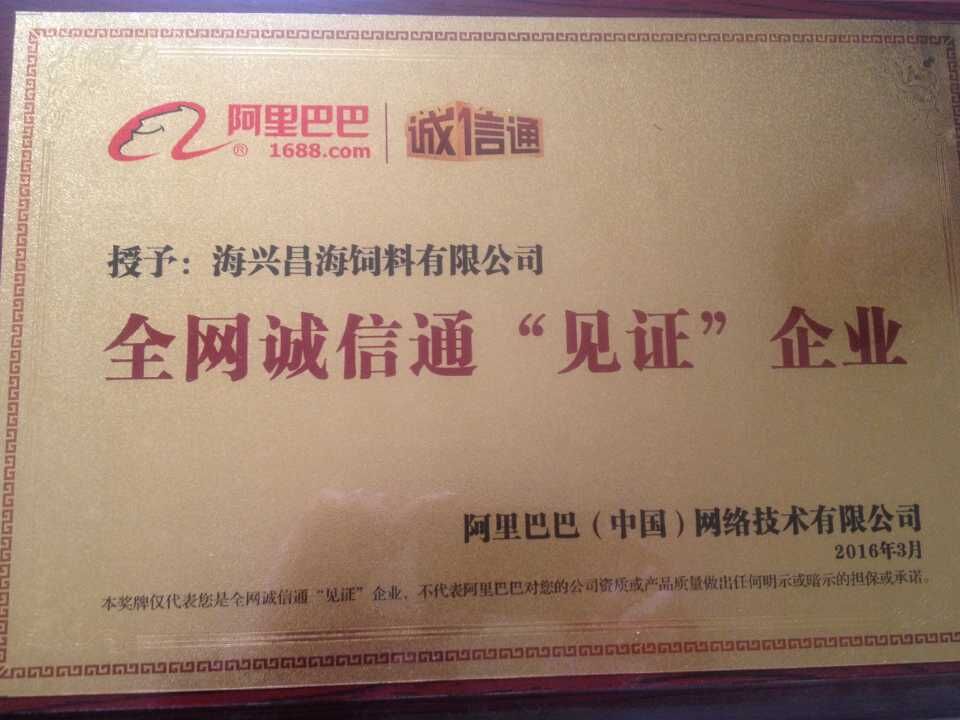 阿里巴巴 诚信通
® 1688.com
授予：海兴昌海饲料有限公司
全网诚信通“见证”企业
阿里巴巴（中国）网络技术有限公司
2016年3月
本奖牌仅代表您是全网诚信通“见证”企业，不代表阿里巴巴对您的公司资质或产品质量做出任何明示或暗示的担保或承诺。